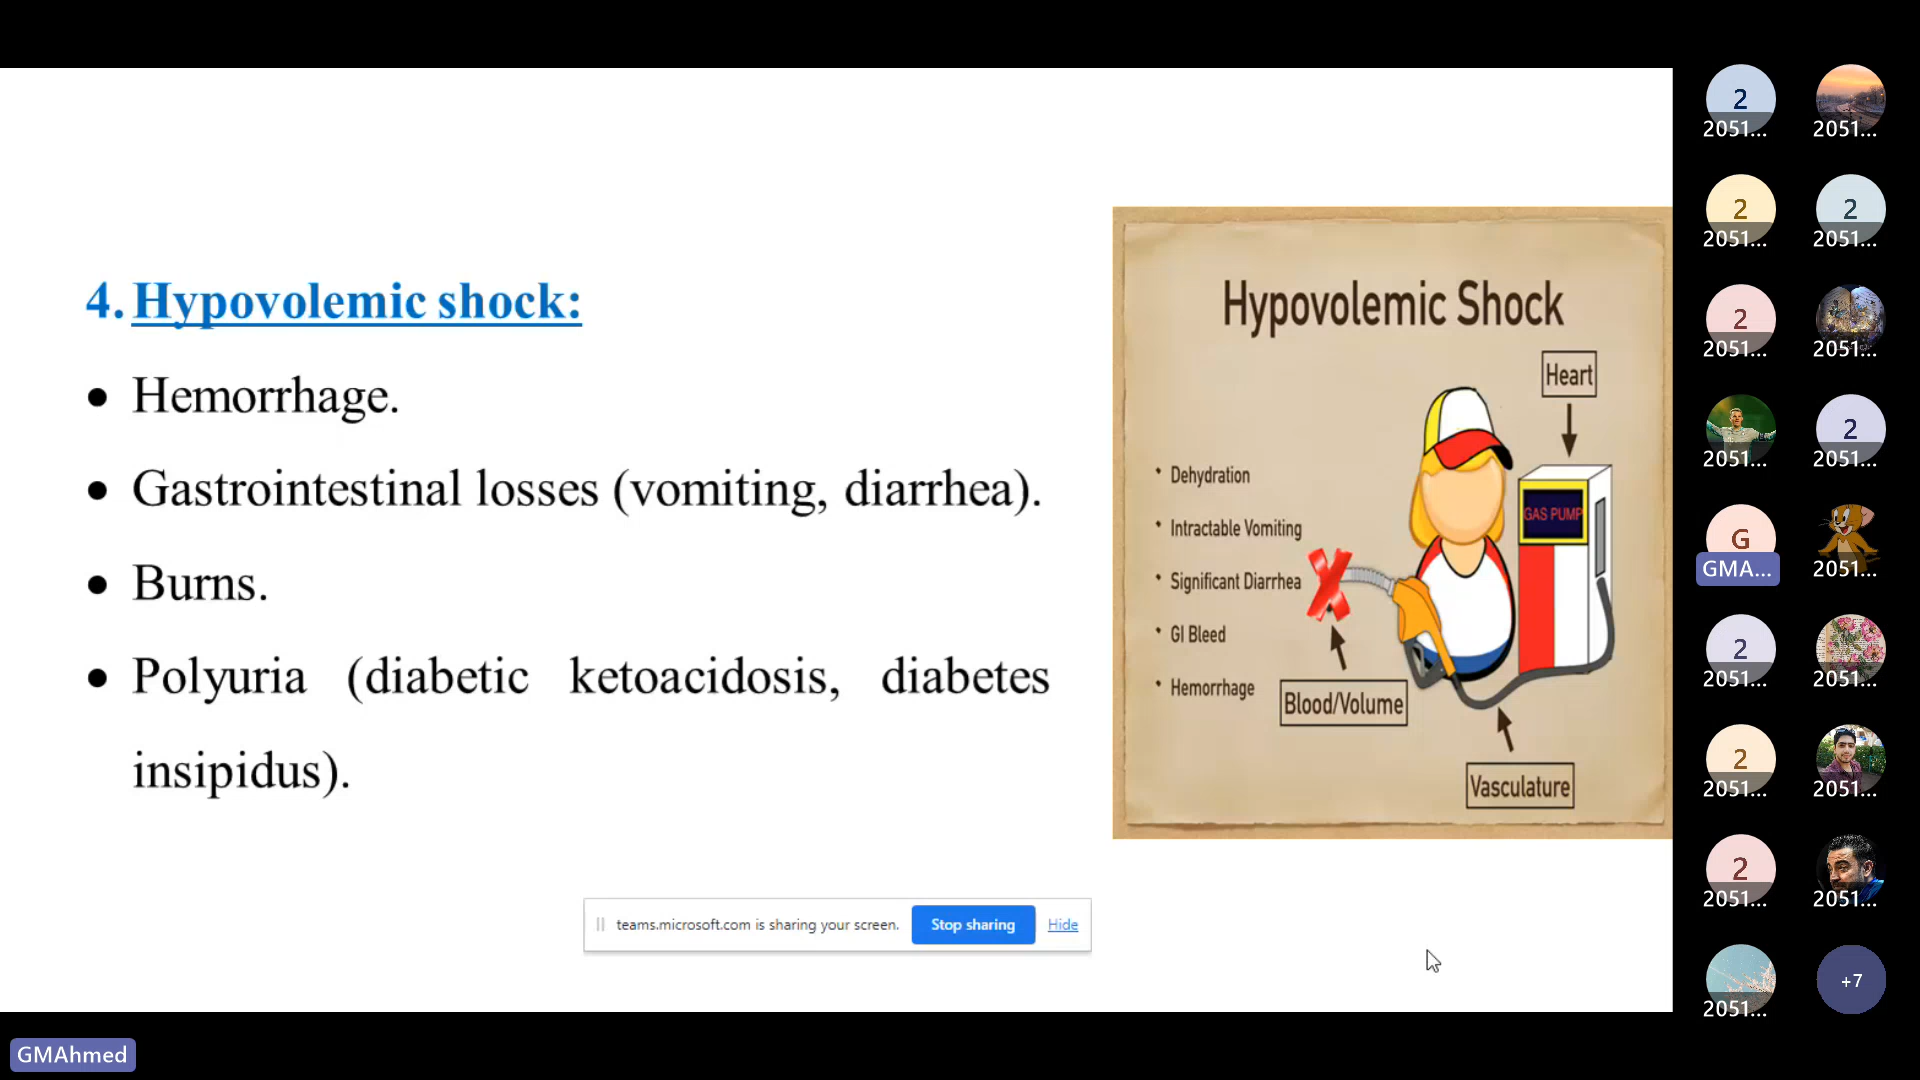 4. Hypovolemic shock:
• Hemorrhage.
• Gastrointestinal losses (vomiting, diarrhea).
• Burns.
• Polyuria (diabetic ketoacidosis, diabetes
insipidus).
Hypovolemic Shock
Heart
• Dehydration
• Intractable Vomiting
• Significant Diarrhea
• GI Bleed
• Hemorrhage
GAS PUMP
Blood/Volume
Vasculature
teams.microsoft.com is sharing your screen.
Stop sharing
Hide
2
2051...
2051...
2
2051...
2
2051...
2
2051...
2051...
2051...
2
2051...
G
GMA...
2051...
2
2051...
2051...
2
2051...
2051...
2
2051...
2051...
2051...
+7
GMAhmed